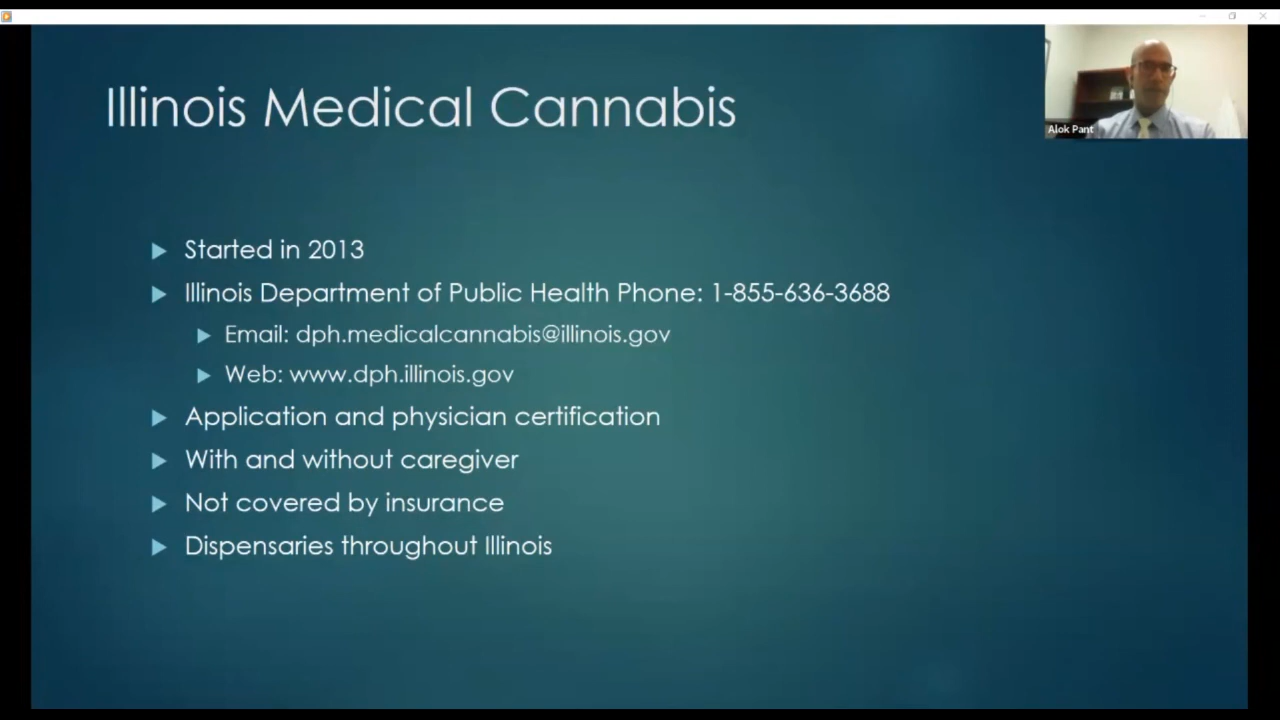 Illinois Medical Cannabis
Alok Pant
Started in 2013
Illinois Department of Public Health Phone: 1-855-636-3688
Email: dph.medicalcannabis@illinois.gov
Web: www.dph.illinois.gov
Application and physician certification
With and without caregiver
Not covered by insurance
Dispensaries throughout Illinois